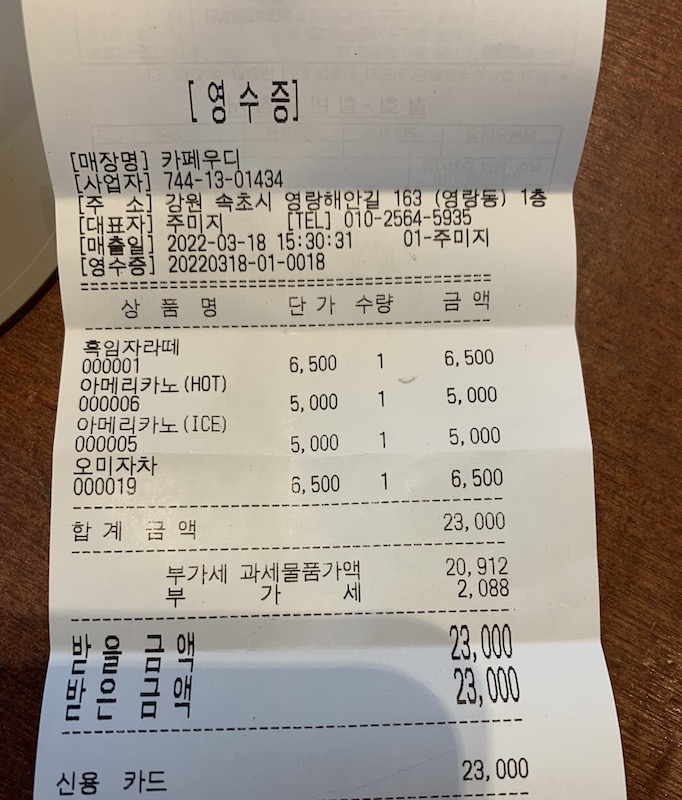 [영수증]
[매장명] 카페우디
[사업자] 744-13-01434
[주 소] 강원 속초시 영랑해안길 163 (영랑동) 1층
[대표자] 주미지 [TEL] 010-2564-5935
[매출일] 2022-03-18 15:30:31 01-주미지
[영수증] 20220318-01-0018
상 품 명 단 가 수량 금 액
흑임자라떼
000001 6,500 1 6,500
아메리카노(HOT)
000006 5,000 1 5,000
아메리카노(ICE)
000005 5,000 1 5,000
오미자차
000019 6,500 1 6,500
합 계 금 액 23,000
부가세 과세물품가액 20,912
부 가 세 2,088
받을 금액 23,000
받은 금액 23,000
신용 카드 23,000